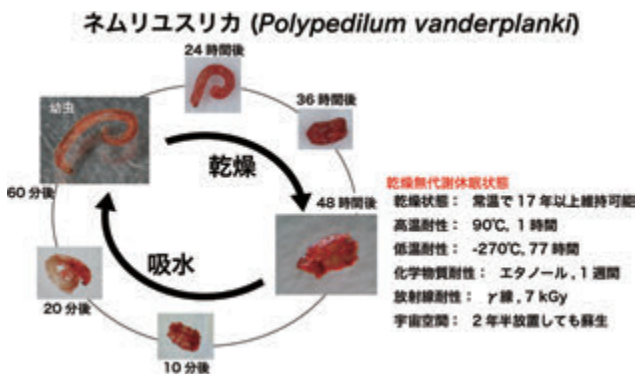 ネムリユスリカ (Polypedilum vanderplanki)
24 時間後
幼虫
36 時間後
乾燥
60 分後
48 時間後
吸水
20 分後
10 分後
乾燥無代謝休眠状態
乾燥状態： 常温で 17 年以上維持可能
高温耐性： 90℃, 1 時間
低温耐性： -270℃, 77 時間
化学物質耐性： エタノール , 1 週間
放射線耐性： γ 線 , 7 kGy
宇宙空間： 2 年半放置しても蘇生